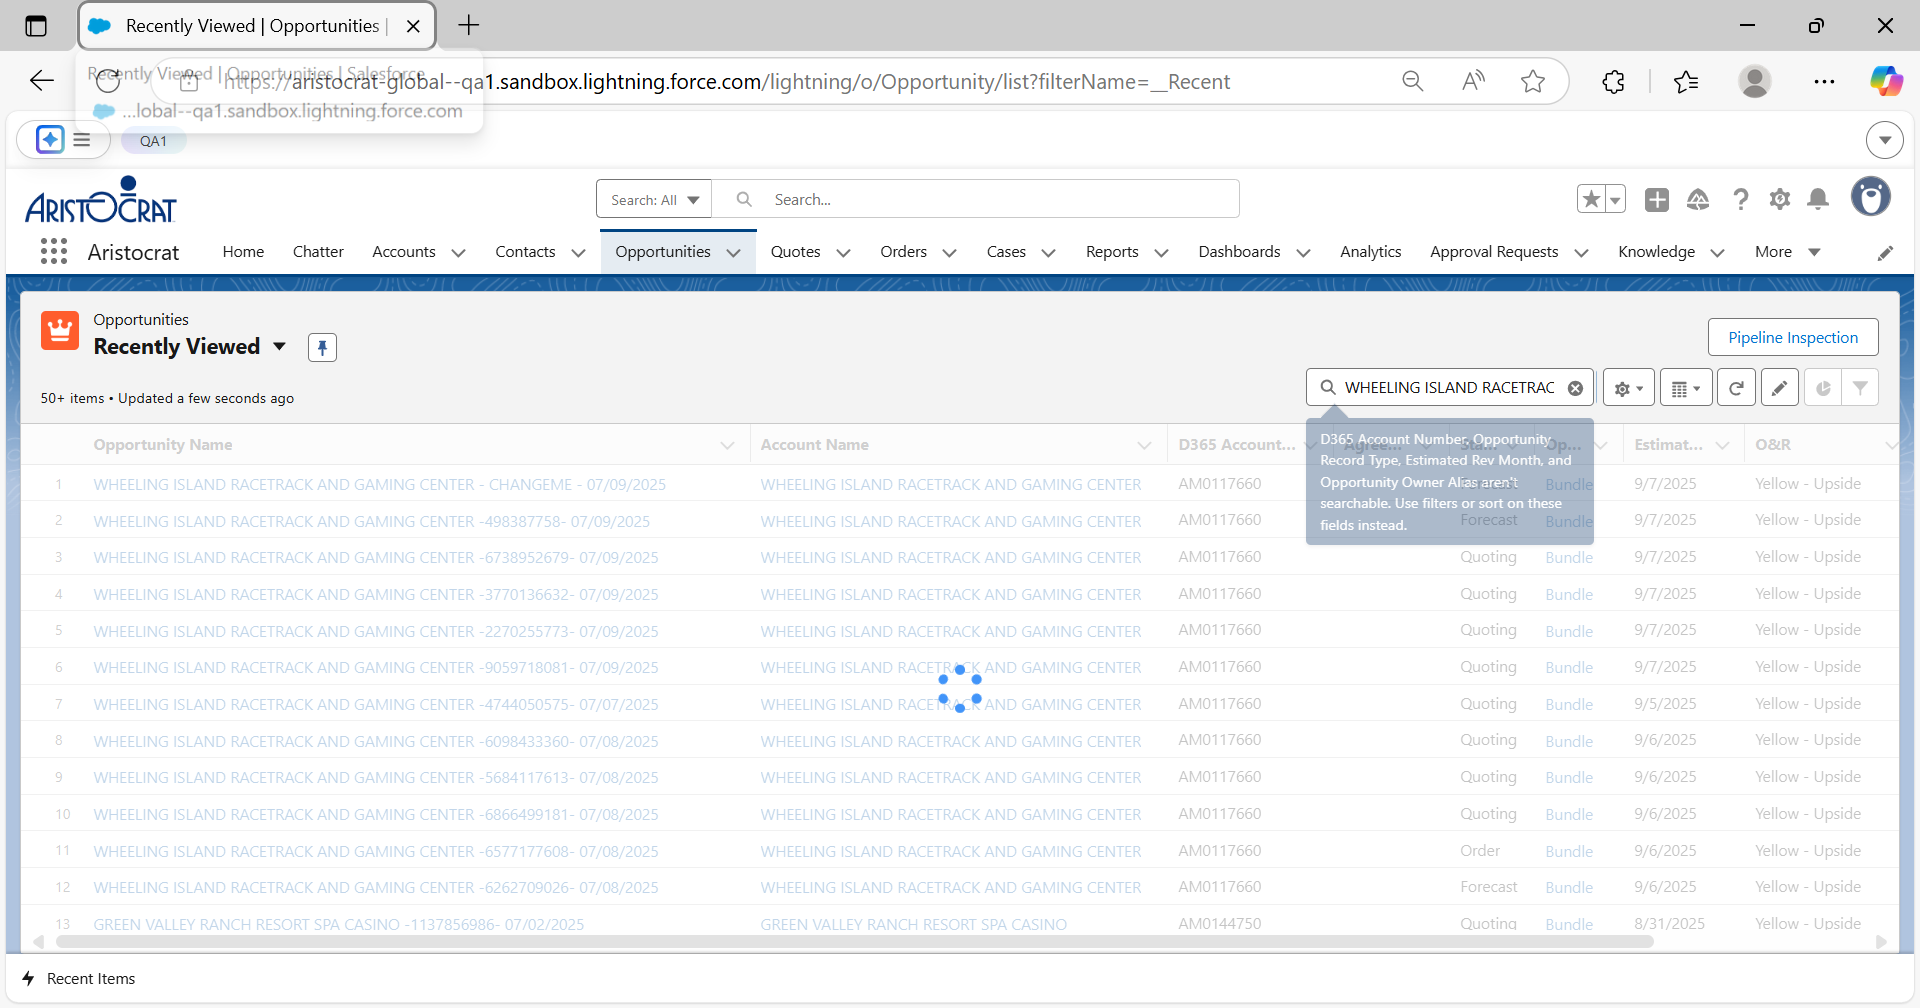 Recently Viewed | Opportunities |
Recently Viewed | Opportunities | Salesforce
...lobal--qa1.sandbox.lightning.force.com
https://aristocrat-global--qa1.sandbox.lightning.force.com/lightning/o/Opportunity/list?filterName=__Recent
QA1
ARISTOCRAT
Search: All
Search...
Aristocrat
Home Chatter Accounts Contacts Opportunities Quotes Orders Cases Reports Dashboards Analytics Approval Requests Knowledge More
Opportunities
Recently Viewed
Pipeline Inspection
50+ items • Updated a few seconds ago
WHEELING ISLAND RACETRAC
D365 Account Number, Opportunity
Record Type, Estimated Rev Month, and
Opportunity Owner Alias aren't
searchable. Use filters or sort on these
fields instead.
Opportunity Name Account Name D365 Account... Agree... Sta... Op... Estimat... O&R
1 WHEELING ISLAND RACETRACK AND GAMING CENTER - CHANGEME - 07/09/2025 WHEELING ISLAND RACETRACK AND GAMING CENTER AM0117660 Bundle 9/7/2025 Yellow - Upside
2 WHEELING ISLAND RACETRACK AND GAMING CENTER -498387758- 07/09/2025 WHEELING ISLAND RACETRACK AND GAMING CENTER AM0117660 Forecast Bundle 9/7/2025 Yellow - Upside
3 WHEELING ISLAND RACETRACK AND GAMING CENTER -6738952679- 07/09/2025 WHEELING ISLAND RACETRACK AND GAMING CENTER AM0117660 Quoting Bundle 9/7/2025 Yellow - Upside
4 WHEELING ISLAND RACETRACK AND GAMING CENTER -3770136632- 07/09/2025 WHEELING ISLAND RACETRACK AND GAMING CENTER AM0117660 Quoting Bundle 9/7/2025 Yellow - Upside
5 WHEELING ISLAND RACETRACK AND GAMING CENTER -2270255773- 07/09/2025 WHEELING ISLAND RACETRACK AND GAMING CENTER AM0117660 Quoting Bundle 9/7/2025 Yellow - Upside
6 WHEELING ISLAND RACETRACK AND GAMING CENTER -9059718081- 07/09/2025 WHEELING ISLAND RACETRACK AND GAMING CENTER AM0117660 Quoting Bundle 9/7/2025 Yellow - Upside
7 WHEELING ISLAND RACETRACK AND GAMING CENTER -4744050575- 07/07/2025 WHEELING ISLAND RACETRACK AND GAMING CENTER AM0117660 Quoting Bundle 9/5/2025 Yellow - Upside
8 WHEELING ISLAND RACETRACK AND GAMING CENTER -6098433360- 07/08/2025 WHEELING ISLAND RACETRACK AND GAMING CENTER AM0117660 Quoting Bundle 9/6/2025 Yellow - Upside
9 WHEELING ISLAND RACETRACK AND GAMING CENTER -5684117613- 07/08/2025 WHEELING ISLAND RACETRACK AND GAMING CENTER AM0117660 Quoting Bundle 9/6/2025 Yellow - Upside
10 WHEELING ISLAND RACETRACK AND GAMING CENTER -6866499181- 07/08/2025 WHEELING ISLAND RACETRACK AND GAMING CENTER AM0117660 Quoting Bundle 9/6/2025 Yellow - Upside
11 WHEELING ISLAND RACETRACK AND GAMING CENTER -6577177608- 07/08/2025 WHEELING ISLAND RACETRACK AND GAMING CENTER AM0117660 Order Bundle 9/6/2025 Yellow - Upside
12 WHEELING ISLAND RACETRACK AND GAMING CENTER -6262709026- 07/08/2025 WHEELING ISLAND RACETRACK AND GAMING CENTER AM0117660 Forecast Bundle 9/6/2025 Yellow - Upside
13 GREEN VALLEY RANCH RESORT SPA CASINO -1137856986- 07/02/2025 GREEN VALLEY RANCH RESORT SPA CASINO AM0144750 Quoting Bundle 8/31/2025 Yellow - Upside
Recent Items